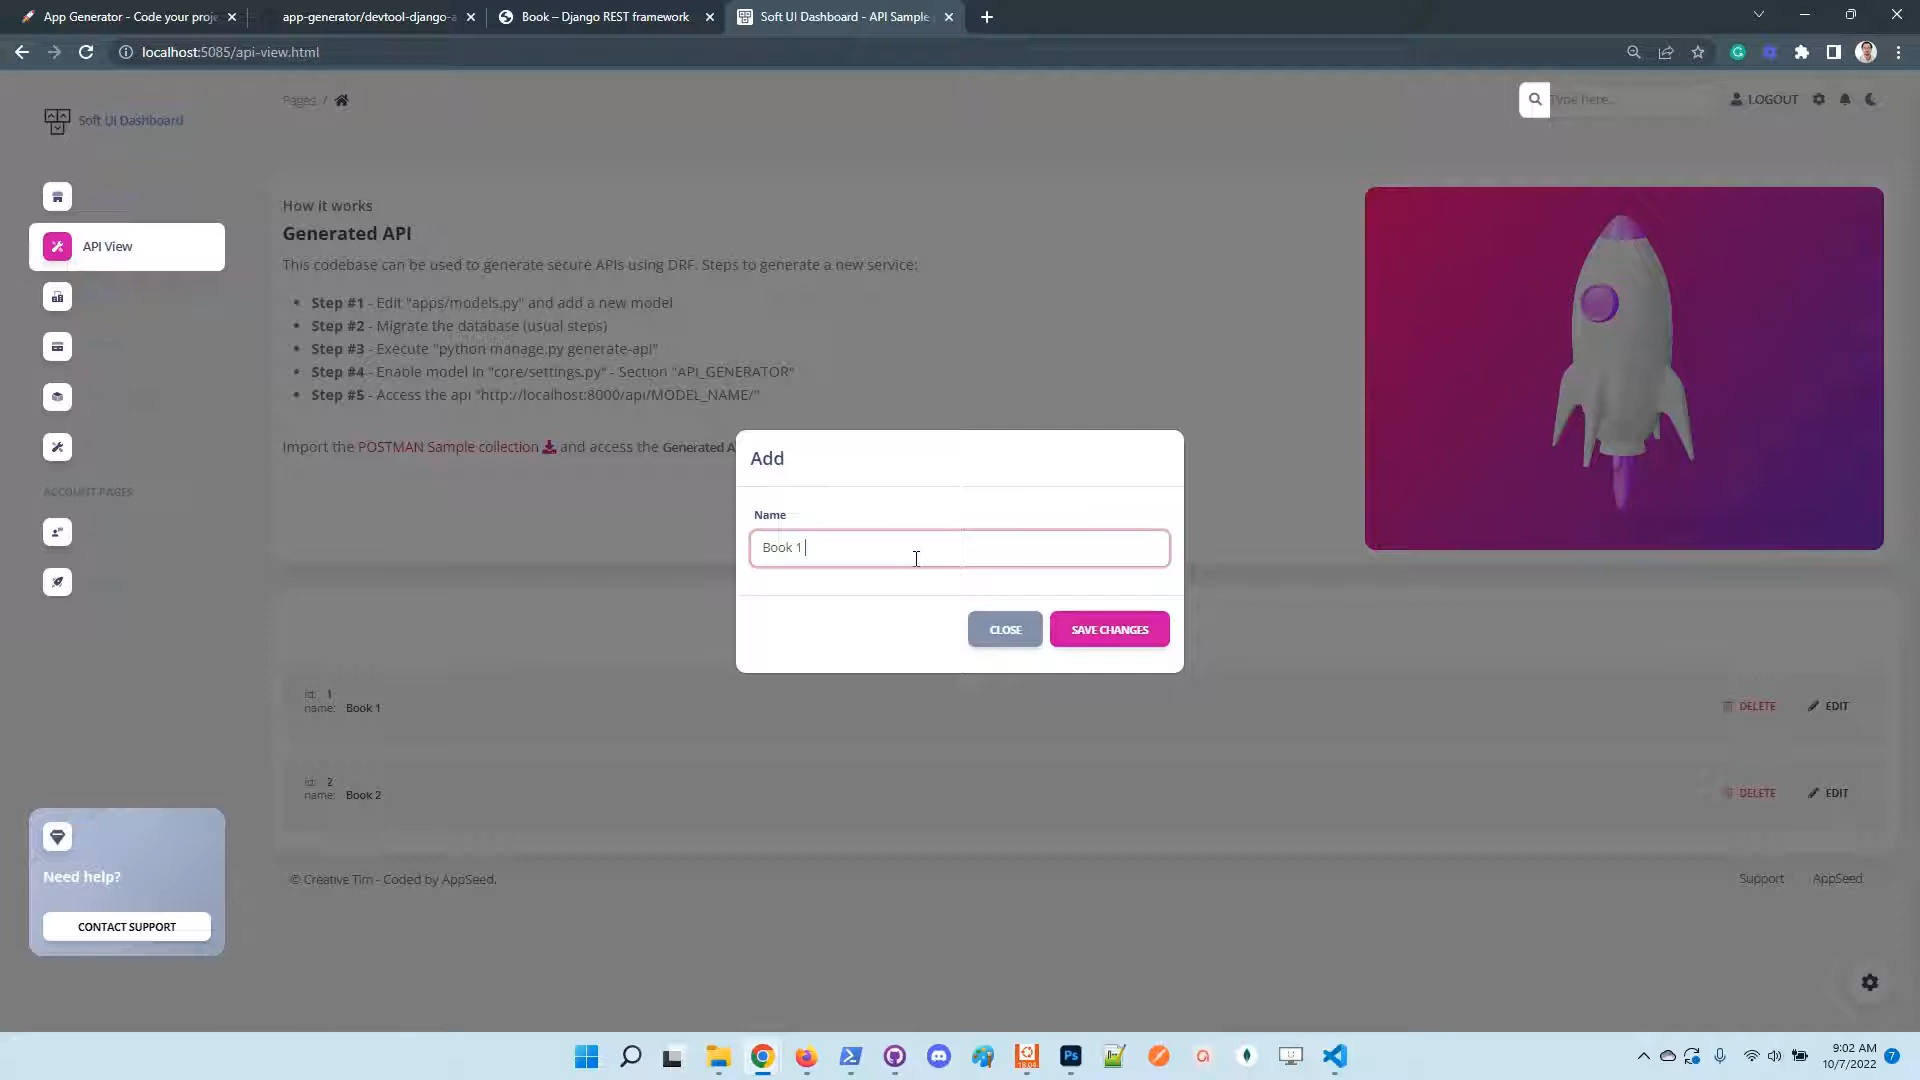 App Generator - Code your proj
app-generator/devtool-django-a
Book – Django REST framework
Soft UI Dashboard - API Sample
localhost:5085/api-view.html
Soft UI Dashboard
Pages /
Type here...
LOGOUT
API View
ACCOUNT PAGES
How it works
Generated API
This codebase can be used to generate secure APIs using DRF. Steps to generate a new service:
Step #1 - Edit "apps/models.py" and add a new model
Step #2 - Migrate the database (usual steps)
Step #3 - Execute "python manage.py generate-api"
Step #4 - Enable model in "core/settings.py" - Section "API_GENERATOR"
Step #5 - Access the api "http://localhost:8000/api/MODEL_NAME/"
Import the POSTMAN Sample collection and access the Generated A
Add
Name
Book 1
CLOSE
SAVE CHANGES
id: 1
name: Book 1
DELETE
EDIT
id: 2
name: Book 2
DELETE
EDIT
Need help?
CONTACT SUPPORT
© Creative Tim - Coded by AppSeed.
Support
AppSeed
Ps
18.04
9:02 AM
10/7/2022
7